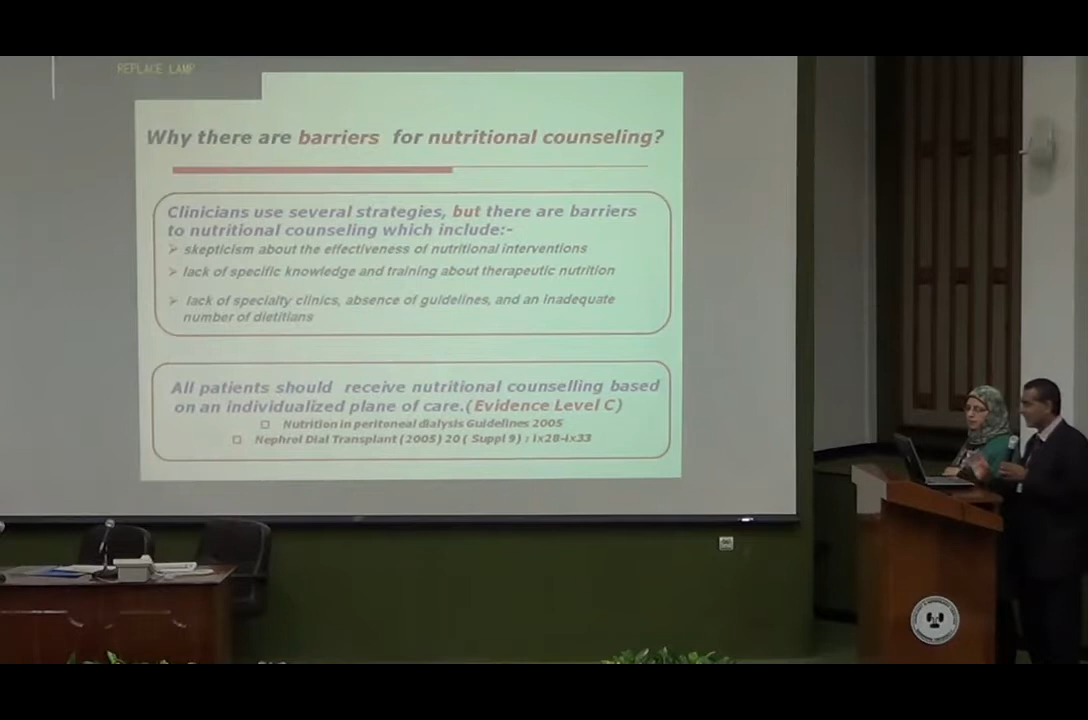 REPLACE LAMP
Why there are barriers for nutritional counseling?
Clinicians use several strategies, but there are barriers
to nutritional counseling which include:-
➢ skepticism about the effectiveness of nutritional interventions
➢ lack of specific knowledge and training about therapeutic nutrition
➢ lack of specialty clinics, absence of guidelines, and an inadequate
number of dietitians
All patients should receive nutritional counselling based
on an individualized plane of care.(Evidence Level C)
☐ Nutrition in peritoneal dialysis Guidelines 2005
☐ Nephrol Dial Transplant (2005) 20 ( Suppl 9) : ix28-ix33